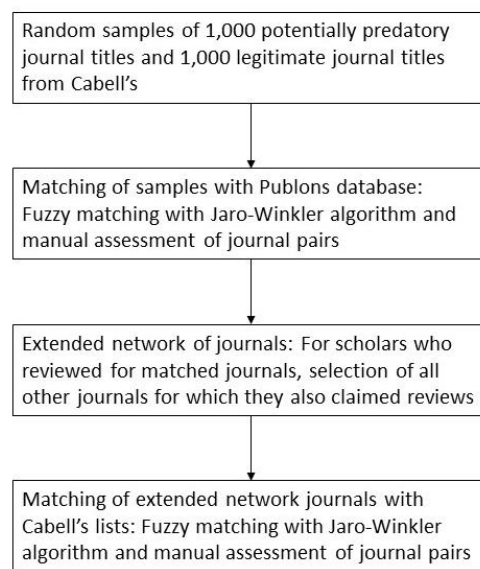 Random samples of 1,000 potentially predatory
journal titles and 1,000 legitimate journal titles
from Cabell’s
Matching of samples with Publons database:
Fuzzy matching with Jaro-Winkler algorithm and
manual assessment of journal pairs
Extended network of journals: For scholars who
reviewed for matched journals, selection of all
other journals for which they also claimed reviews
Matching of extended network journals with
Cabell’s lists: Fuzzy matching with Jaro-Winkler
algorithm and manual assessment of journal pairs